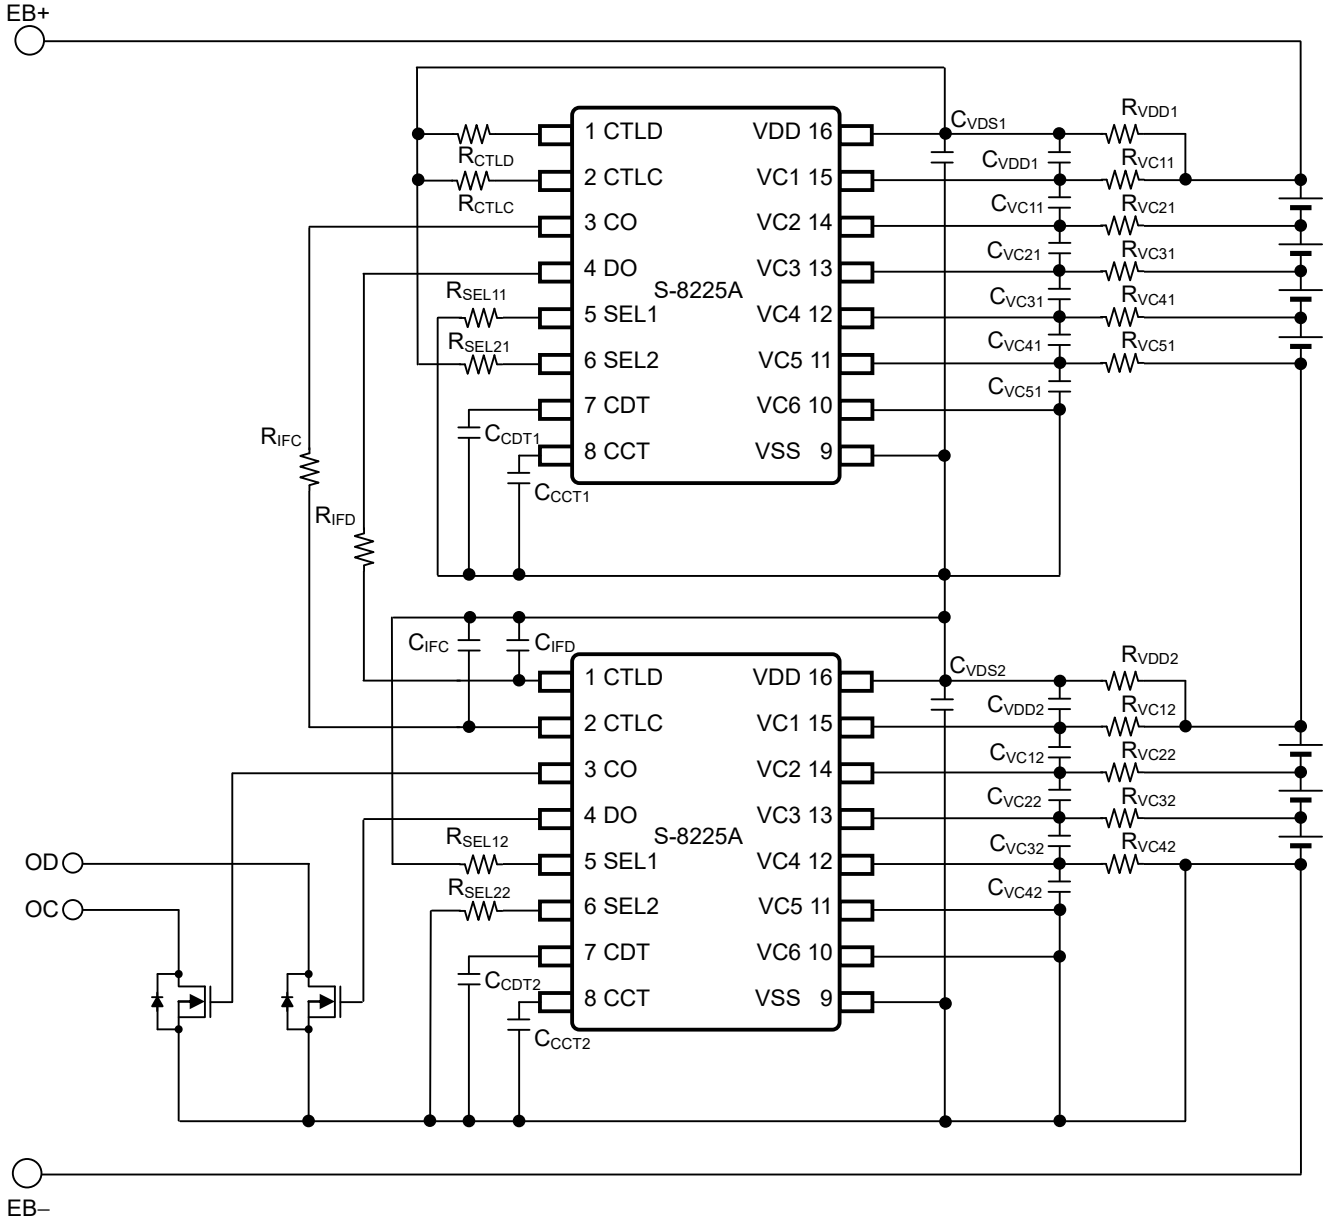 EB+
CVDS1
RVDD1
1 CTLD
VDD 16
RCTLD
CVDD1
RVC11
2 CTLC
VC1 15
RCTLC
CVC11
RVC21
3 CO
VC2 14
CVC21
RVC31
4 DO
VC3 13
S-8225A
RSEL11
CVC31
RVC41
5 SEL1
VC4 12
RSEL21
CVC41
RVC51
6 SEL2
VC5 11
CVC51
7 CDT
VC6 10
CCDT1
RIFC
8 CCT
VSS 9
CCCT1
RIFD
CIFC
CIFD
CVDS2
RVDD2
1 CTLD
VDD 16
CVDD2
RVC12
2 CTLC
VC1 15
CVC12
RVC22
3 CO
VC2 14
CVC22
RVC32
4 DO
VC3 13
S-8225A
RSEL12
CVC32
RVC42
OD
5 SEL1
VC4 12
RSEL22
CVC42
OC
6 SEL2
VC5 11
7 CDT
VC6 10
CCDT2
8 CCT
VSS 9
CCCT2
EB−